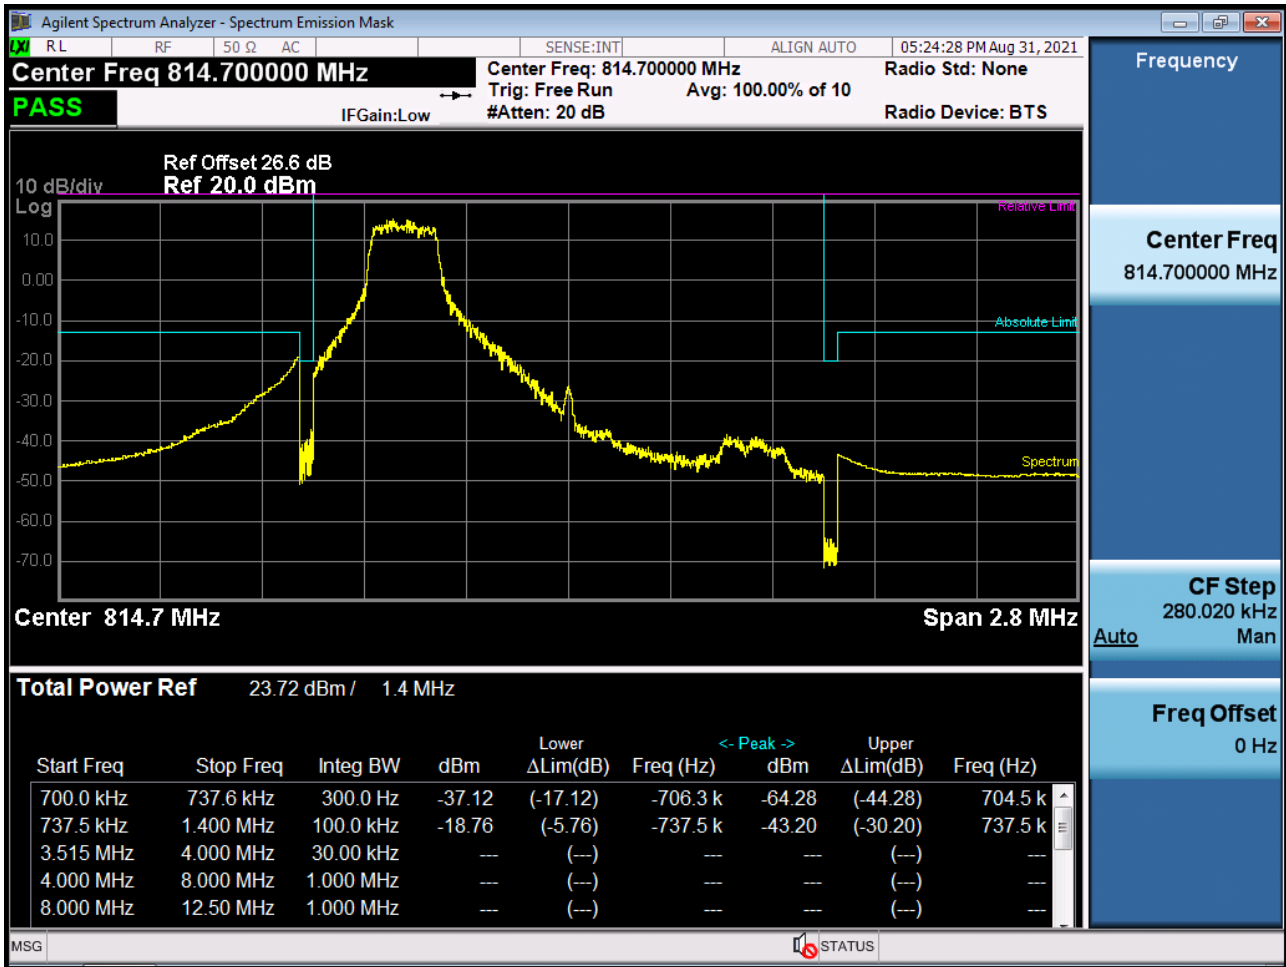 Agilent Spectrum Analyzer - Spectrum Emission Mask
LXI RL RF 50 Ω AC SENSE:INT ALIGN AUTO 05:24:28 PM Aug 31, 2021
Center Freq 814.700000 MHz
Center Freq: 814.700000 MHz
Radio Std: None
Trig: Free Run Avg: 100.00% of 10
PASS
IFGain:Low
#Atten: 20 dB
Radio Device: BTS
Ref Offset 26.6 dB
10 dB/div Ref 20.0 dBm
Log
Relative Limit
10.0
0.00
-10.0
Absolute Limit
-20.0
-30.0
-40.0
Spectrum
-50.0
-60.0
-70.0
Center 814.7 MHz Span 2.8 MHz
Total Power Ref 23.72 dBm / 1.4 MHz
Lower <- Peak -> Upper
Start Freq Stop Freq Integ BW dBm ΔLim(dB) Freq (Hz) dBm ΔLim(dB) Freq (Hz)
700.0 kHz 737.6 kHz 300.0 Hz -37.12 (-17.12) -706.3 k -64.28 (-44.28) 704.5 k
737.5 kHz 1.400 MHz 100.0 kHz -18.76 (-5.76) -737.5 k -43.20 (-30.20) 737.5 k
3.515 MHz 4.000 MHz 30.00 kHz --- (---) --- --- (---) ---
4.000 MHz 8.000 MHz 1.000 MHz --- (---) --- --- (---) ---
8.000 MHz 12.50 MHz 1.000 MHz --- (---) --- --- (---) ---
MSG STATUS
Frequency
Center Freq
814.700000 MHz
CF Step
280.020 kHz
Auto Man
Freq Offset
0 Hz